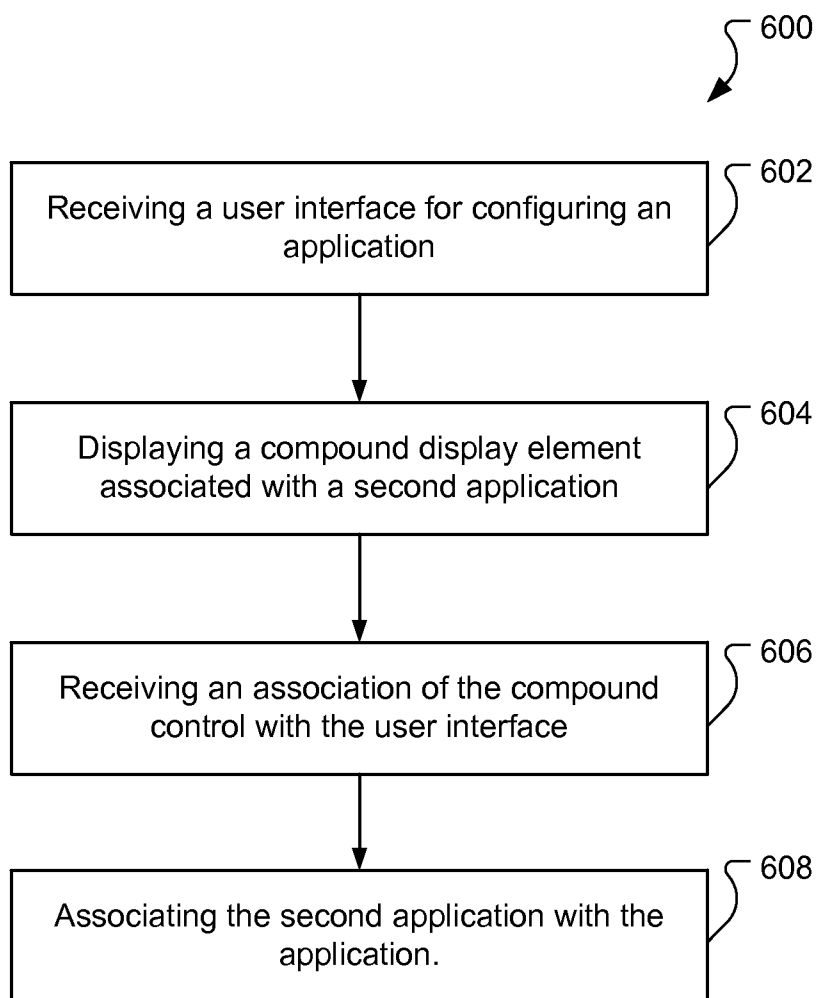 600
602
Receiving a user interface for configuring an
application
604
Displaying a compound display element
associated with a second application
606
Receiving an association of the compound
control with the user interface
608
Associating the second application with the
application.